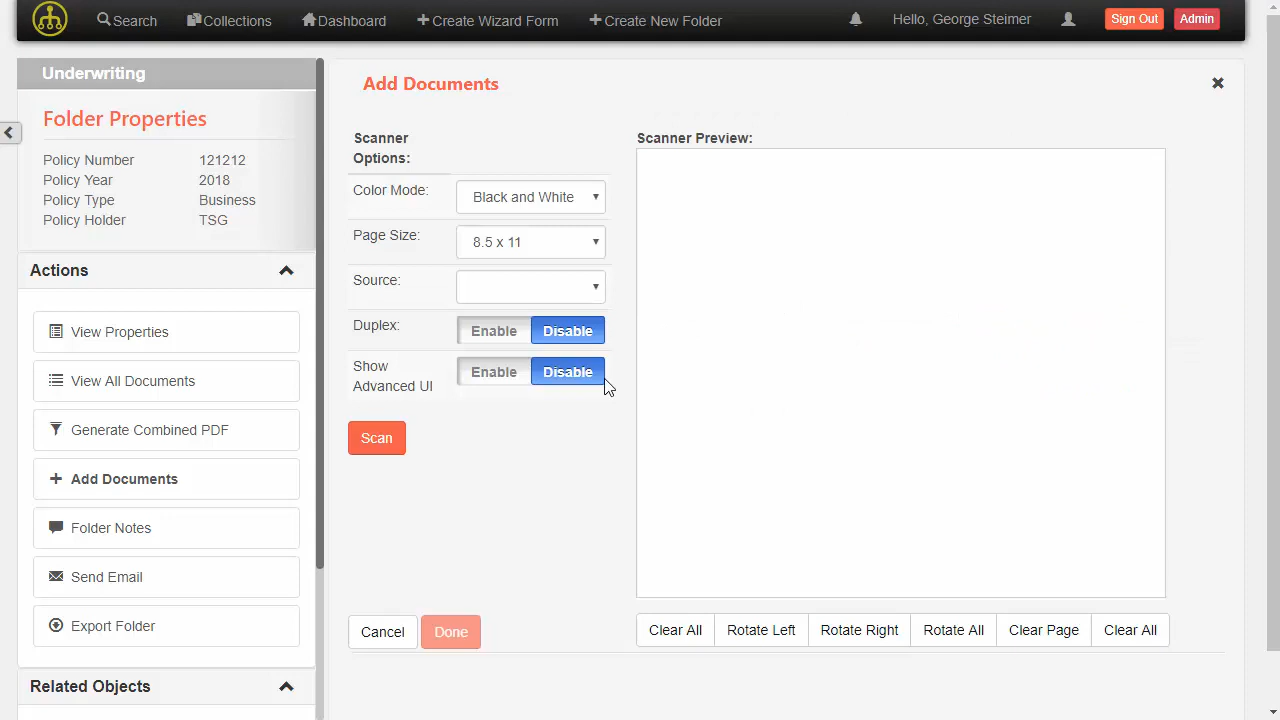 Search Collections Dashboard Create Wizard Form Create New Folder Hello, George Steimer Sign Out Admin
Underwriting
Folder Properties
Policy Number 121212
Policy Year 2018
Policy Type Business
Policy Holder TSG
Actions
View Properties
View All Documents
Generate Combined PDF
Add Documents
Folder Notes
Send Email
Export Folder
Related Objects
Add Documents
Scanner
Options:
Color Mode: Black and White
Page Size: 8.5 x 11
Source:
Duplex: Enable Disable
Show
Advanced UI Enable Disable
Scan
Cancel Done
Scanner Preview:
Clear All Rotate Left Rotate Right Rotate All Clear Page Clear All